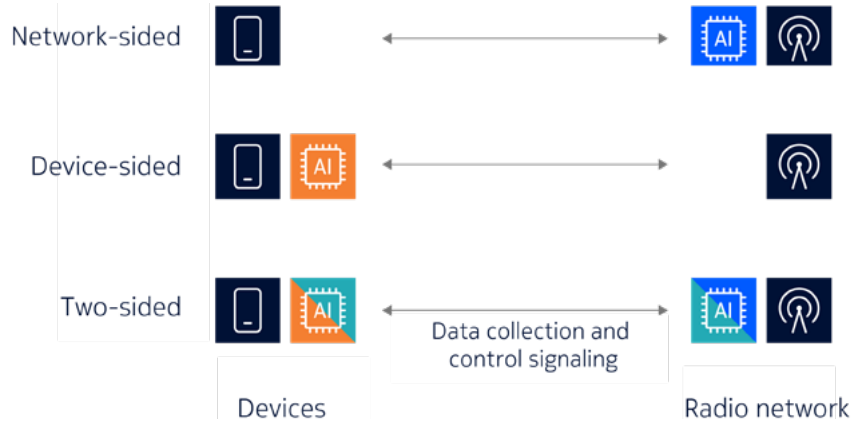 Network-sided
AI
Device-sided
AI
Two-sided
AI
AI
Data collection and
control signaling
Devices
Radio network